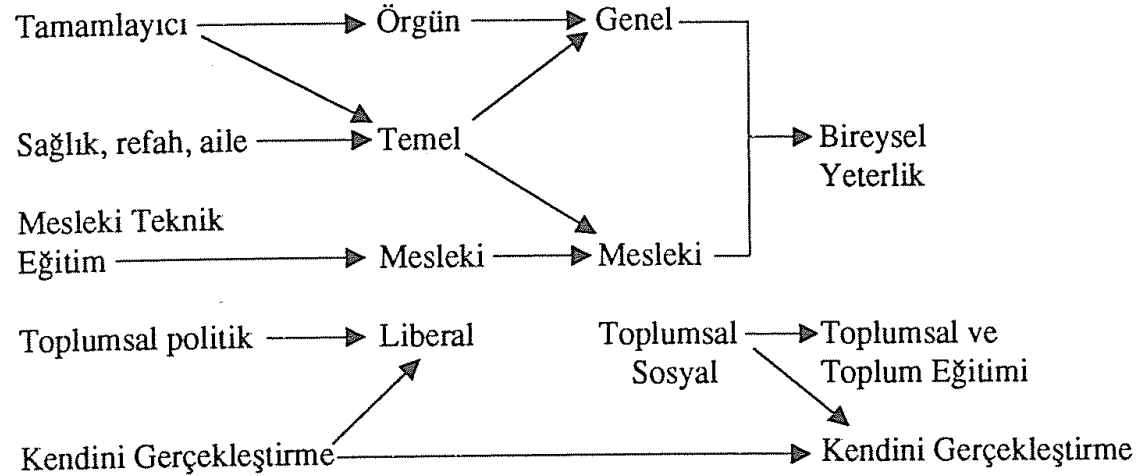 Tamamlayıcı Örgün Genel
Sağlık, refah, aile Temel Bireysel
Yeterlik
Mesleki Teknik
Eğitim Mesleki Mesleki
Toplumsal politik Liberal Toplumsal Toplumsal ve
Sosyal Toplum Eğitimi
Kendini Gerçekleştirme Kendini Gerçekleştirme